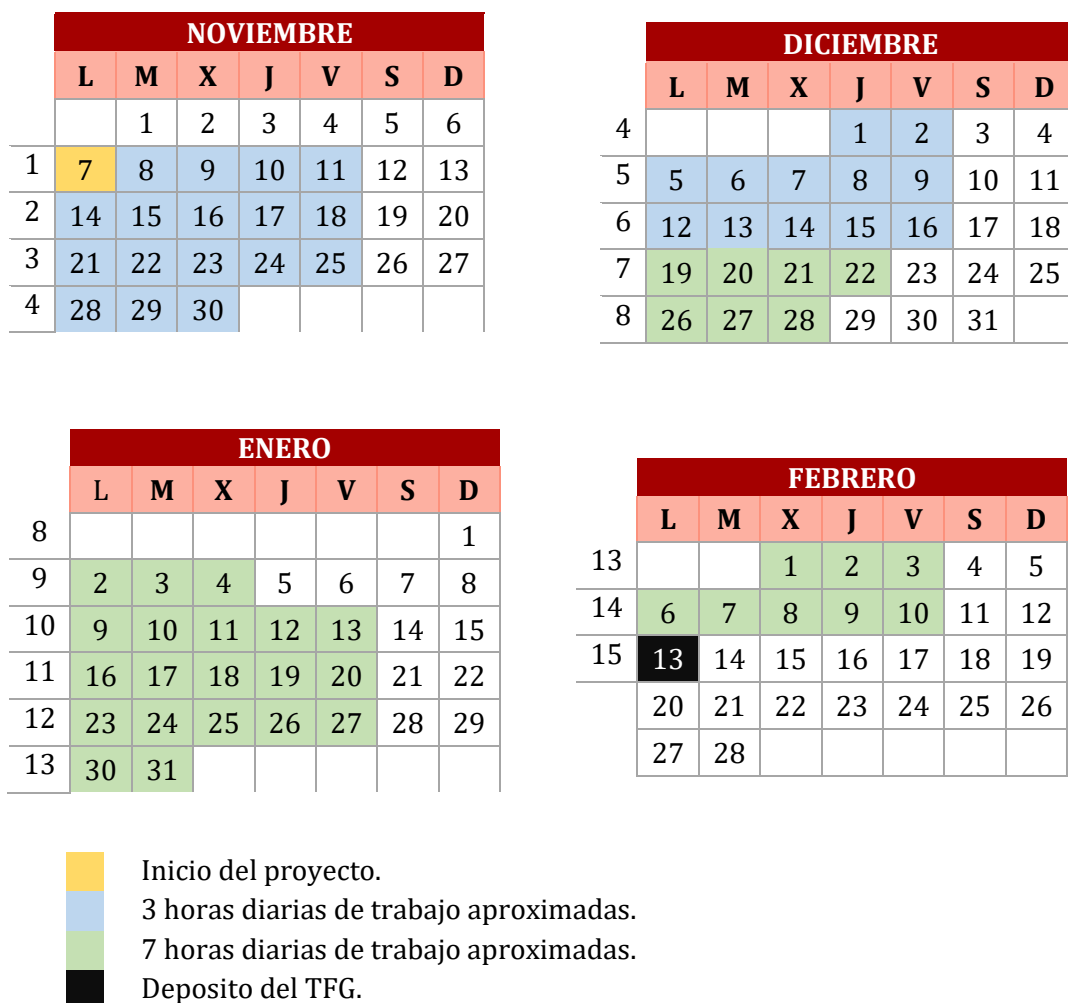 NOVIEMBRE
L M X J V S D
1 2 3 4 5 6
1 7 8 9 10 11 12 13
2 14 15 16 17 18 19 20
3 21 22 23 24 25 26 27
4 28 29 30
DICIEMBRE
L M X J V S D
4 1 2 3 4
5 5 6 7 8 9 10 11
6 12 13 14 15 16 17 18
7 19 20 21 22 23 24 25
8 26 27 28 29 30 31
ENERO
L M X J V S D
8 1
9 2 3 4 5 6 7 8
10 9 10 11 12 13 14 15
11 16 17 18 19 20 21 22
12 23 24 25 26 27 28 29
13 30 31
FEBRERO
L M X J V S D
13 1 2 3 4 5
14 6 7 8 9 10 11 12
15 13 14 15 16 17 18 19
20 21 22 23 24 25 26
27 28
Inicio del proyecto.
3 horas diarias de trabajo aproximadas.
7 horas diarias de trabajo aproximadas.
Deposito del TFG.